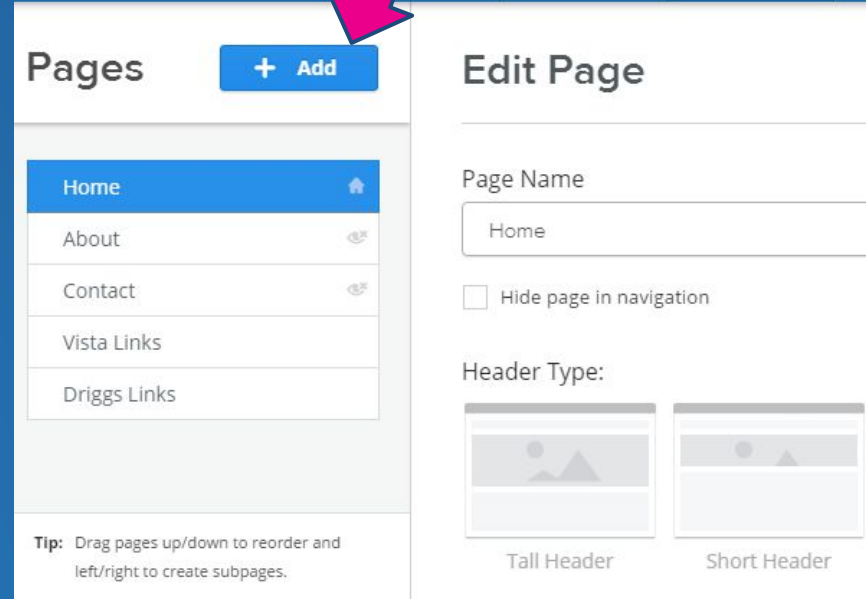 Pages
+ Add
Home
About
Contact
Vista Links
Driggs Links
Tip: Drag pages up/down to reorder and
left/right to create subpages.
Edit Page
Page Name
Home
Hide page in navigation
Header Type:
Tall Header
Short Header